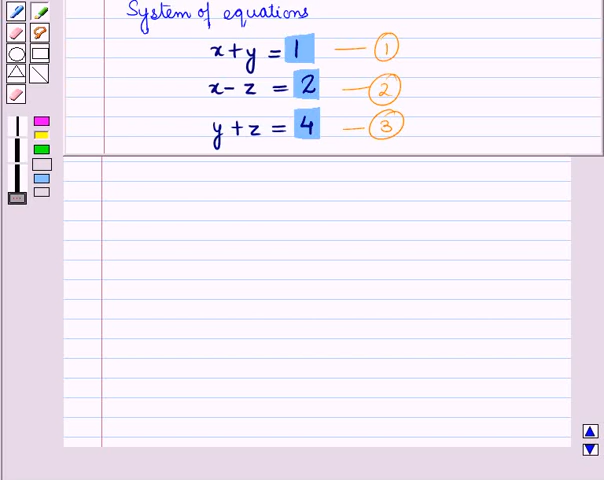 System of equations
x+y = 1 — ①
x- z = 2 — ②
y+z = 4 — ③